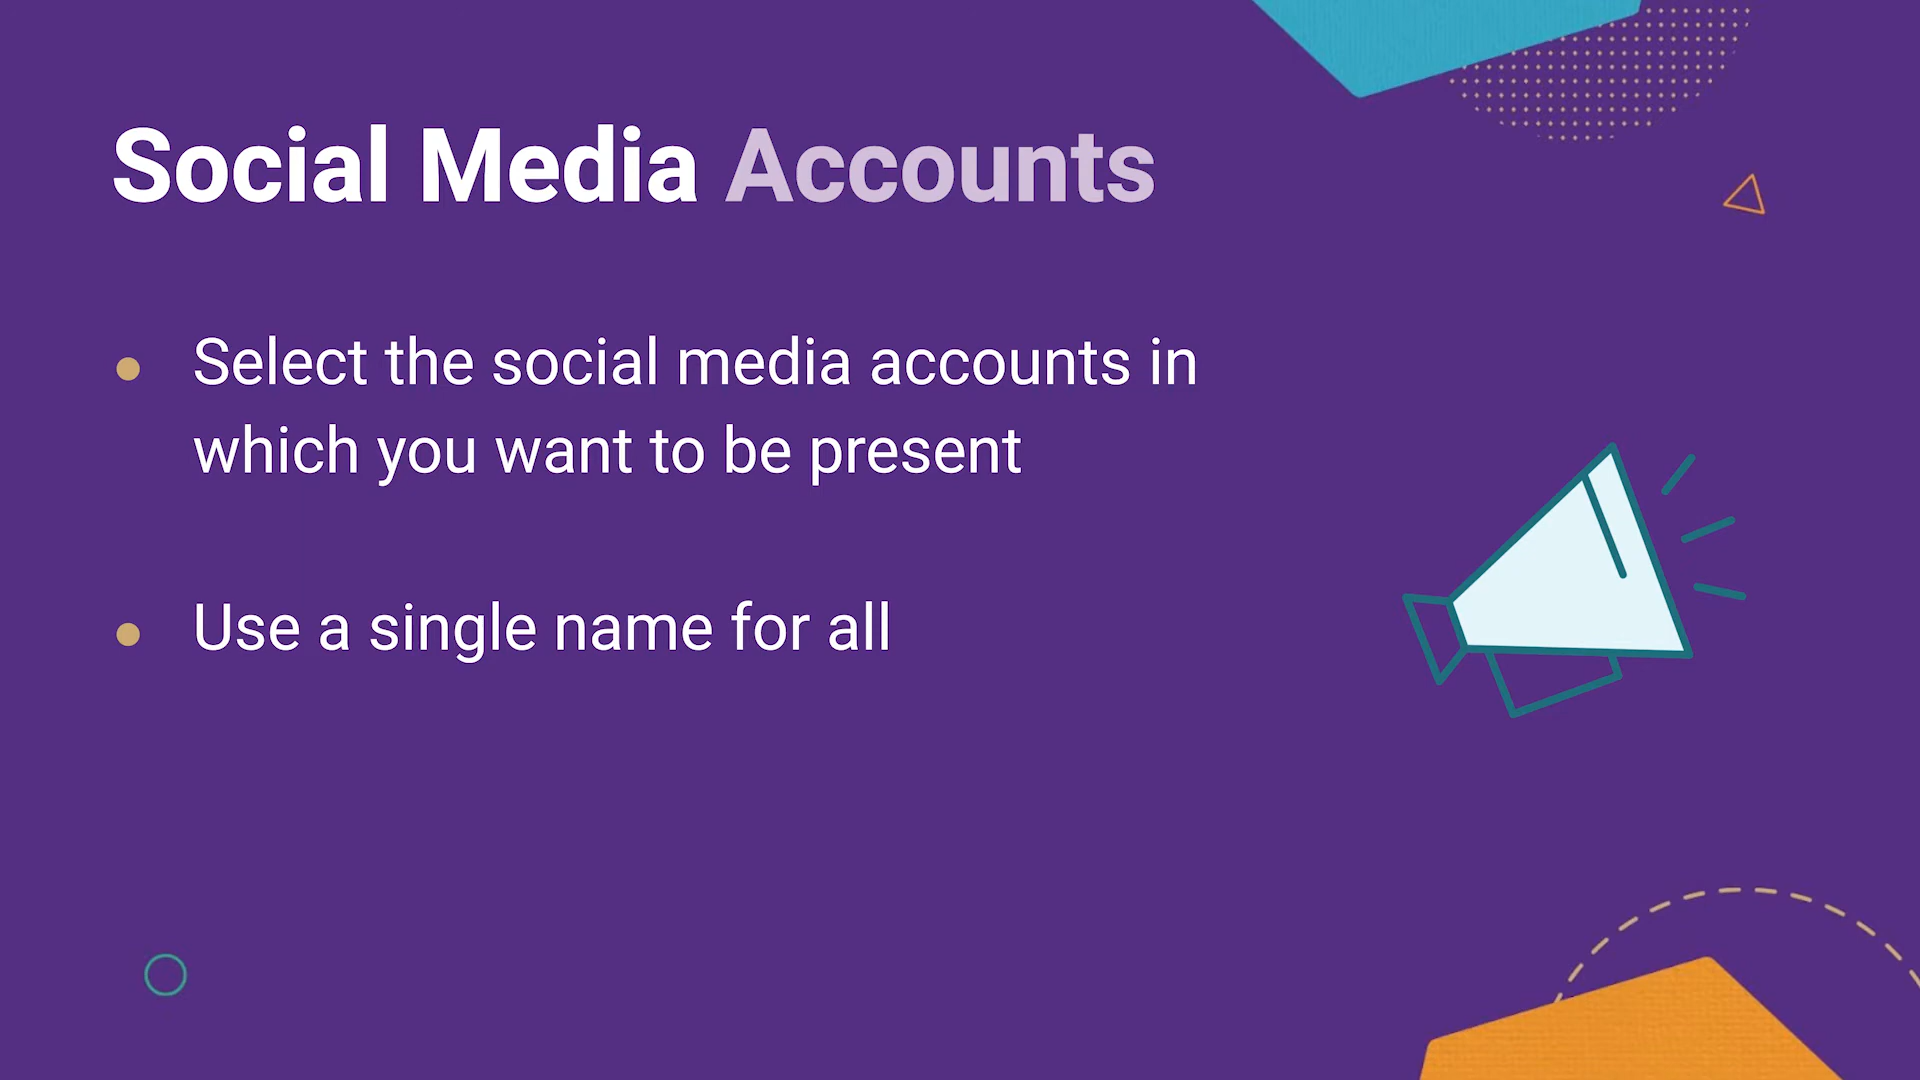 Social Media Accounts
Select the social media accounts in
which you want to be present
Use a single name for all